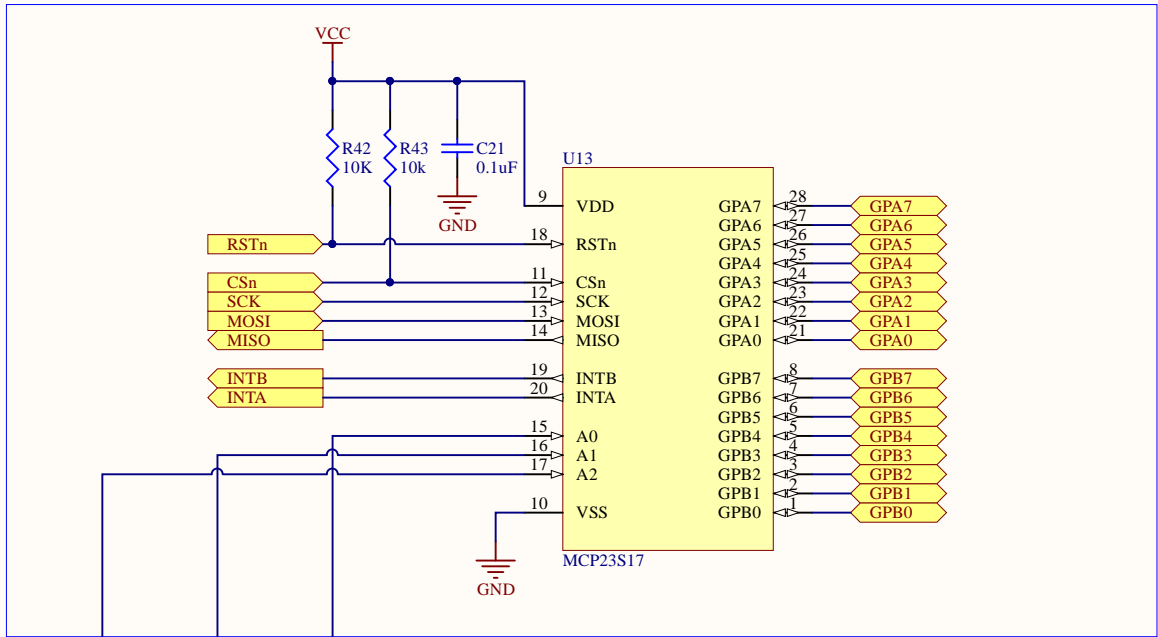 VCC
R42
10K
R43
10k
C21
0.1uF
GND
U13
9 VDD
RSTn 18 RSTn
CSn 11 CSn
SCK 12 SCK
MOSI 13 MOSI
MISO 14 MISO
INTB 19 INTB
INTA 20 INTA
15 A0
16 A1
17 A2
10 VSS
GND
GPA7 28 GPA7
GPA6 27 GPA6
GPA5 26 GPA5
GPA4 25 GPA4
GPA3 24 GPA3
GPA2 23 GPA2
GPA1 22 GPA1
GPA0 21 GPA0
GPB7 8 GPB7
GPB6 7 GPB6
GPB5 6 GPB5
GPB4 5 GPB4
GPB3 4 GPB3
GPB2 3 GPB2
GPB1 2 GPB1
GPB0 1 GPB0
MCP23S17